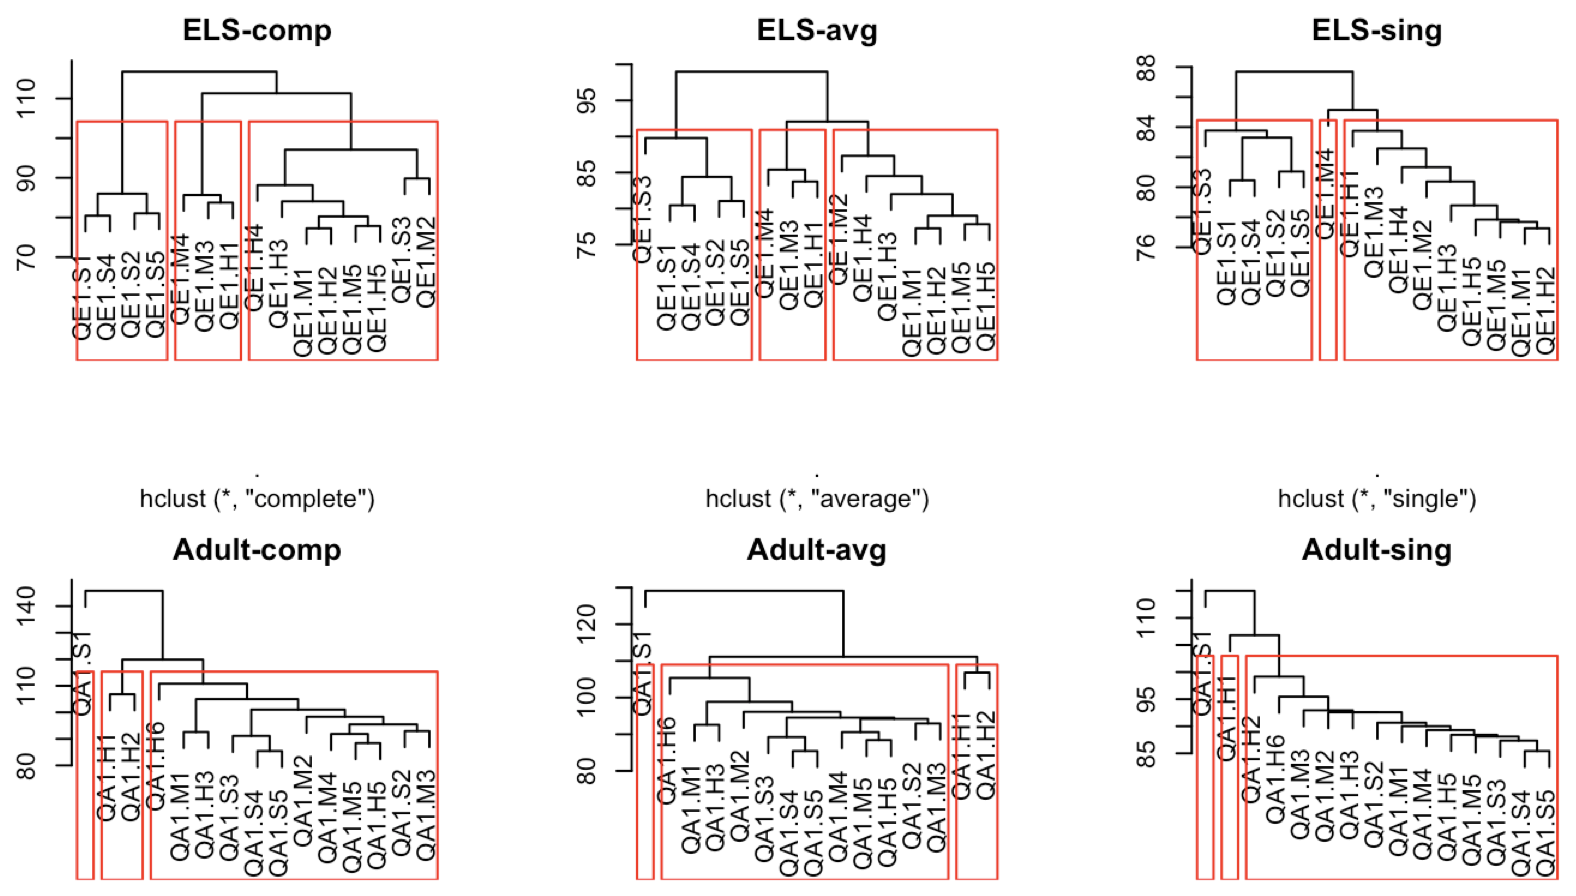 ELS-comp
110
90
70
QE1.S1
QE1.S4
QE1.S2
QE1.S5
QE1.M4
QE1.M3
QE1.H1
QE1.H4
QE1.H3
QE1.M1
QE1.H2
QE1.M5
QE1.H5
QE1.S3
QE1.M2
hclust (*, "complete")
ELS-avg
95
85
75
QE1.S3
QE1.S1
QE1.S4
QE1.S2
QE1.S5
QE1.M4
QE1.M3
QE1.H1
QE1.M2
QE1.H4
QE1.H3
QE1.M1
QE1.H2
QE1.M5
QE1.H5
hclust (*, "average")
ELS-sing
88
84
80
76
QE1.S3
QE1.S1
QE1.S4
QE1.S2
QE1.S5
QE1.M4
QE1.H1
QE1.M3
QE1.H4
QE1.M2
QE1.H3
QE1.H5
QE1.M5
QE1.M1
QE1.H2
hclust (*, "single")
Adult-comp
140
110
80
QA1.S1
QA1.H1
QA1.H2
QA1.H6
QA1.M1
QA1.H3
QA1.S3
QA1.S4
QA1.S5
QA1.M2
QA1.M4
QA1.M5
QA1.H5
QA1.S2
QA1.M3
Adult-avg
120
100
80
QA1.S1
QA1.H6
QA1.M1
QA1.H3
QA1.M2
QA1.S3
QA1.S4
QA1.S5
QA1.M4
QA1.M5
QA1.H5
QA1.S2
QA1.M3
QA1.H1
QA1.H2
Adult-sing
110
95
85
QA1.S1
QA1.H1
QA1.H2
QA1.H6
QA1.M3
QA1.M2
QA1.H3
QA1.S2
QA1.M1
QA1.M4
QA1.H5
QA1.M5
QA1.S3
QA1.S4
QA1.S5